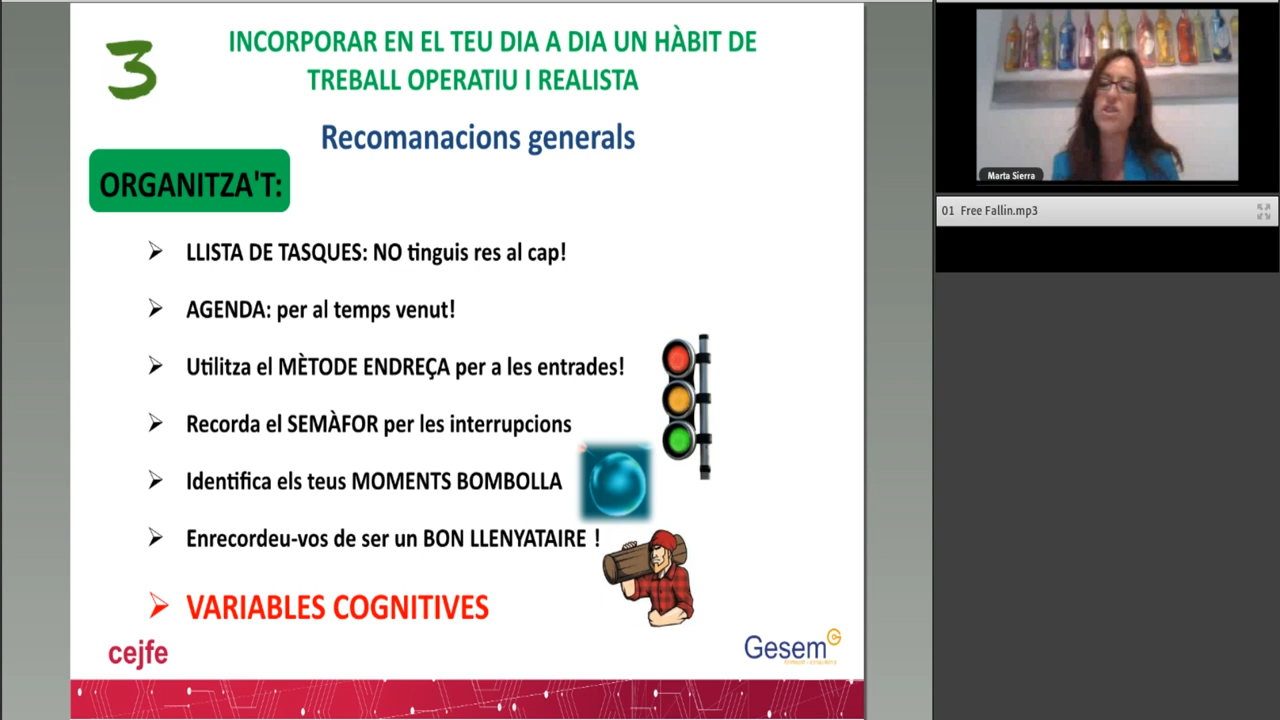 3
INCORPORAR EN EL TEU DIA A DIA UN HÀBIT DE
TREBALL OPERATIU I REALISTA
Recomanacions generals
ORGANITZA'T:
LLISTA DE TASQUES: NO tinguis res al cap!
AGENDA: per al temps venut!
Utilitza el MÈTODE ENDREÇA per a les entrades!
Recorda el SEMÀFOR per les interrupcions
Identifica els teus MOMENTS BOMBOLLA
Enrecordeu-vos de ser un BON LLENYATAIRE !
VARIABLES COGNITIVES
cejfe
Gesem
Marta Sierra
01 Free Fallin.mp3